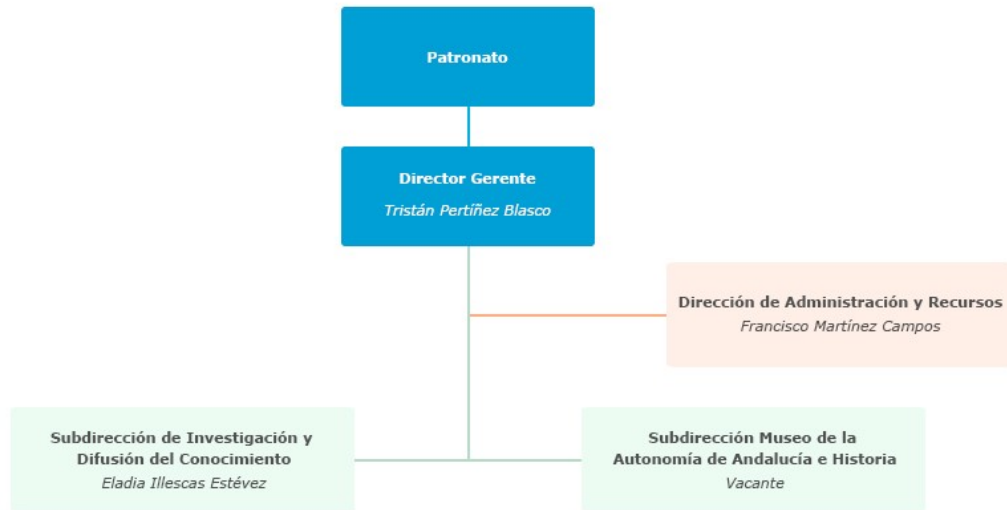 Patronato
Director Gerente
Tristán Pertíñez Blasco
Dirección de Administración y Recursos
Francisco Martínez Campos
Subdirección de Investigación y
Difusión del Conocimiento
Eladia Illescas Estévez
Subdirección Museo de la
Autonomía de Andalucía e Historia
Vacante